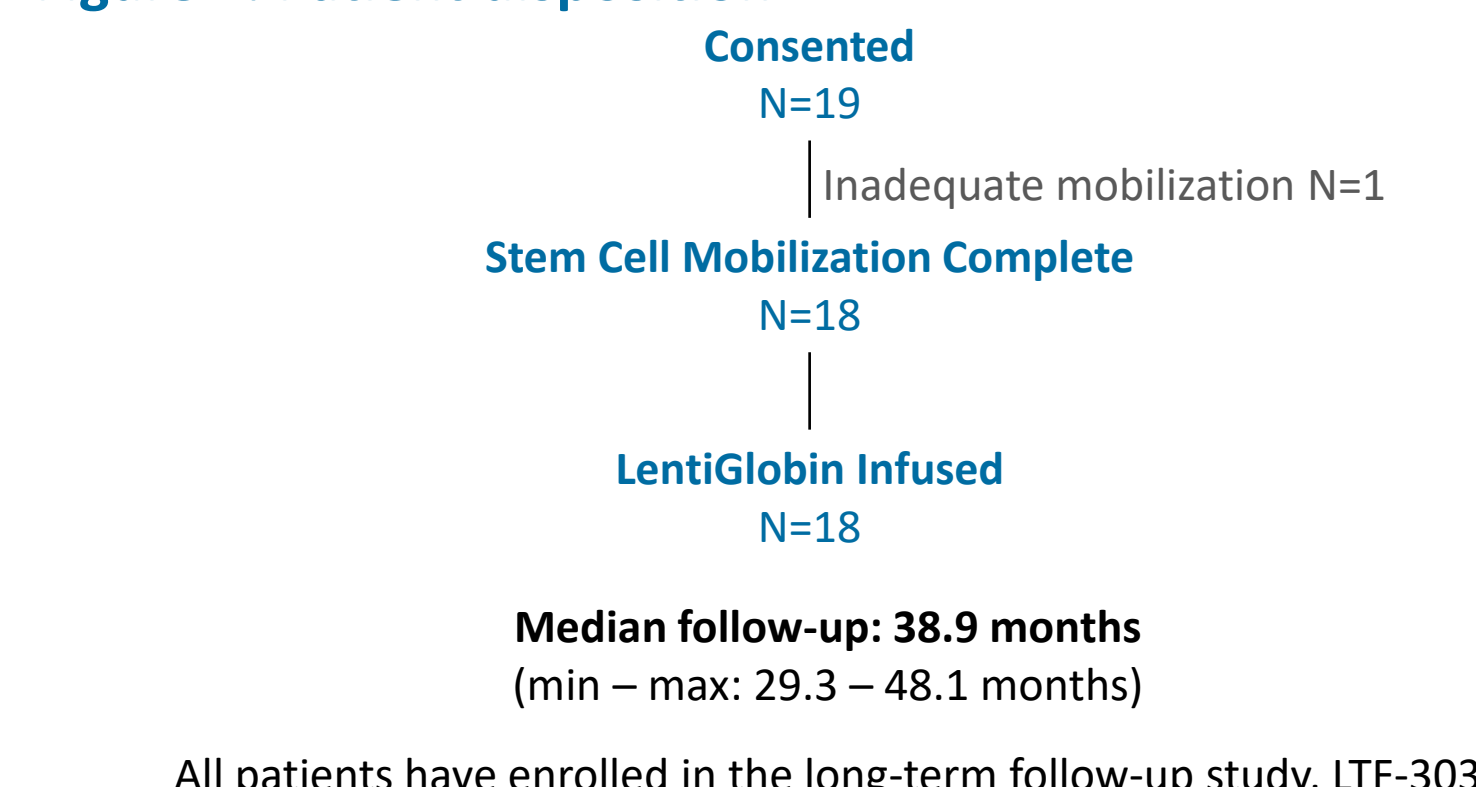 Consented
N=19
Inadequate mobilization N=1
Stem Cell Mobilization Complete
N=18
LentiGlobin Infused
N=18
Median follow-up: 38.9 months
(min – max: 29.3 – 48.1 months)
All patients have enrolled in the long-term follow-up study, LTF-303